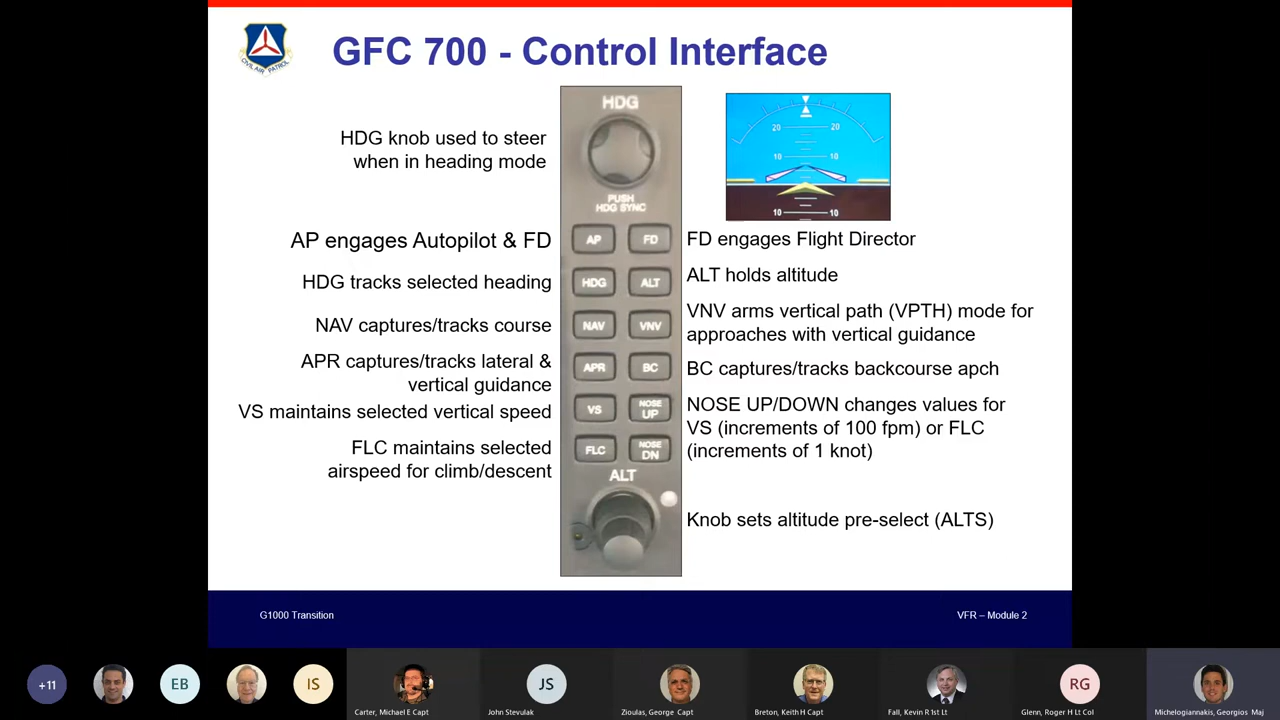 GFC 700 - Control Interface
CIVIL AIR PATROL
HDG knob used to steer
when in heading mode
AP engages Autopilot & FD
HDG tracks selected heading
NAV captures/tracks course
APR captures/tracks lateral &
vertical guidance
VS maintains selected vertical speed
FLC maintains selected
airspeed for climb/descent
HDG
PUSH
HDG SYNC
AP FD
HDG ALT
NAV VNV
APR BC
VS NOSE UP
FLC NOSE DN
ALT
20 20
10 10
10 10
FD engages Flight Director
ALT holds altitude
VNV arms vertical path (VPTH) mode for
approaches with vertical guidance
BC captures/tracks backcourse apch
NOSE UP/DOWN changes values for
VS (increments of 100 fpm) or FLC
(increments of 1 knot)
Knob sets altitude pre-select (ALTS)
G1000 Transition
VFR – Module 2
+11
EB
IS
JS
RG
Carter, Michael E Capt
John Stevulak
Zioulas, George Capt
Breton, Keith H Capt
Fall, Kevin R 1st Lt
Glenn, Roger H Lt Col
Michelogiannakis, Georgios Maj